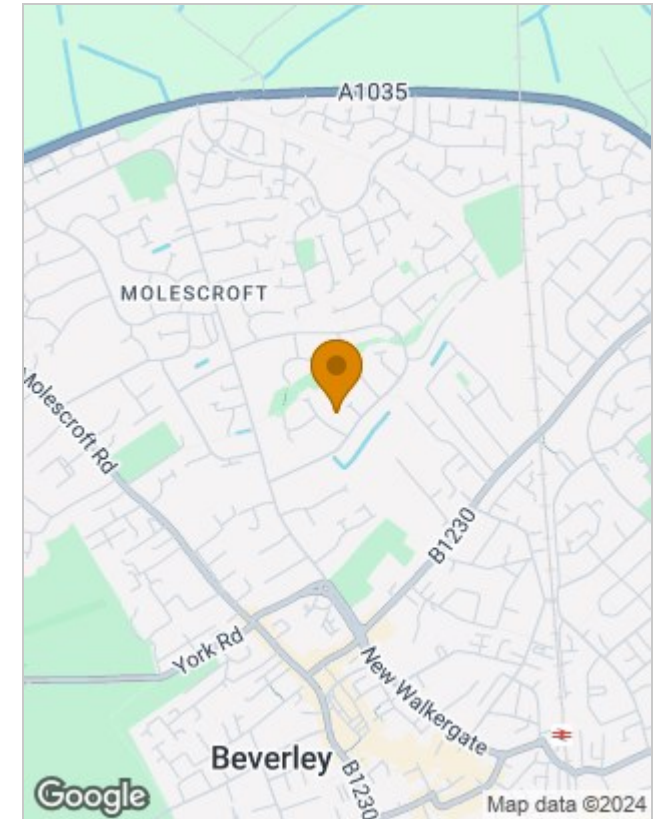 A1035
MOLESCROFT
Molescroft Rd
B1230
York Rd
New Walkergate
Beverley
B1230
Google
Map data ©2024